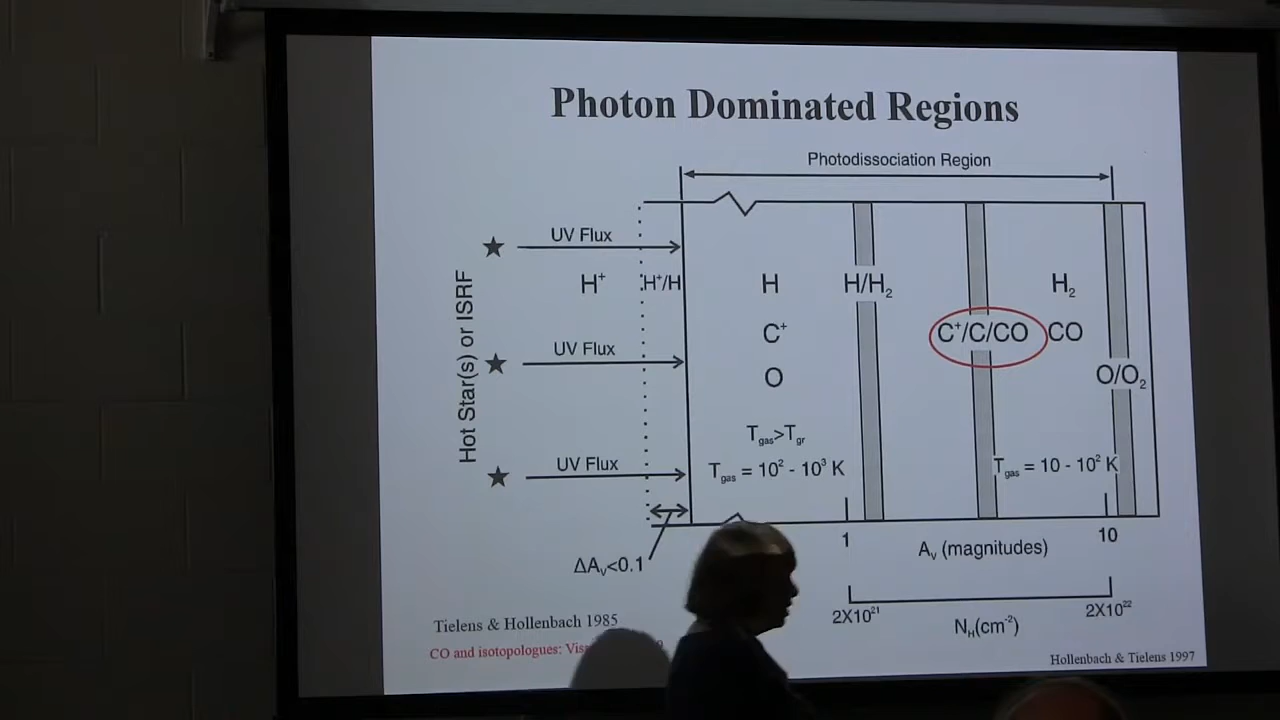 Photon Dominated Regions
Photodissociation Region
UV Flux
H⁺
H⁺/H
H
H/H₂
H₂
C⁺
C⁺/C/CO
CO
UV Flux
O
O/O₂
Hot Star(s) or ISRF
T_gas>T_gr
UV Flux
T_gas = 10² - 10³ K
T_gas = 10 - 10² K
1
A_v (magnitudes)
10
ΔA_v<0.1
2X10²¹
N_H(cm⁻²)
2X10²²
Tielens & Hollenbach 1985
CO and isotopologues:
Hollenbach & Tielens 1997